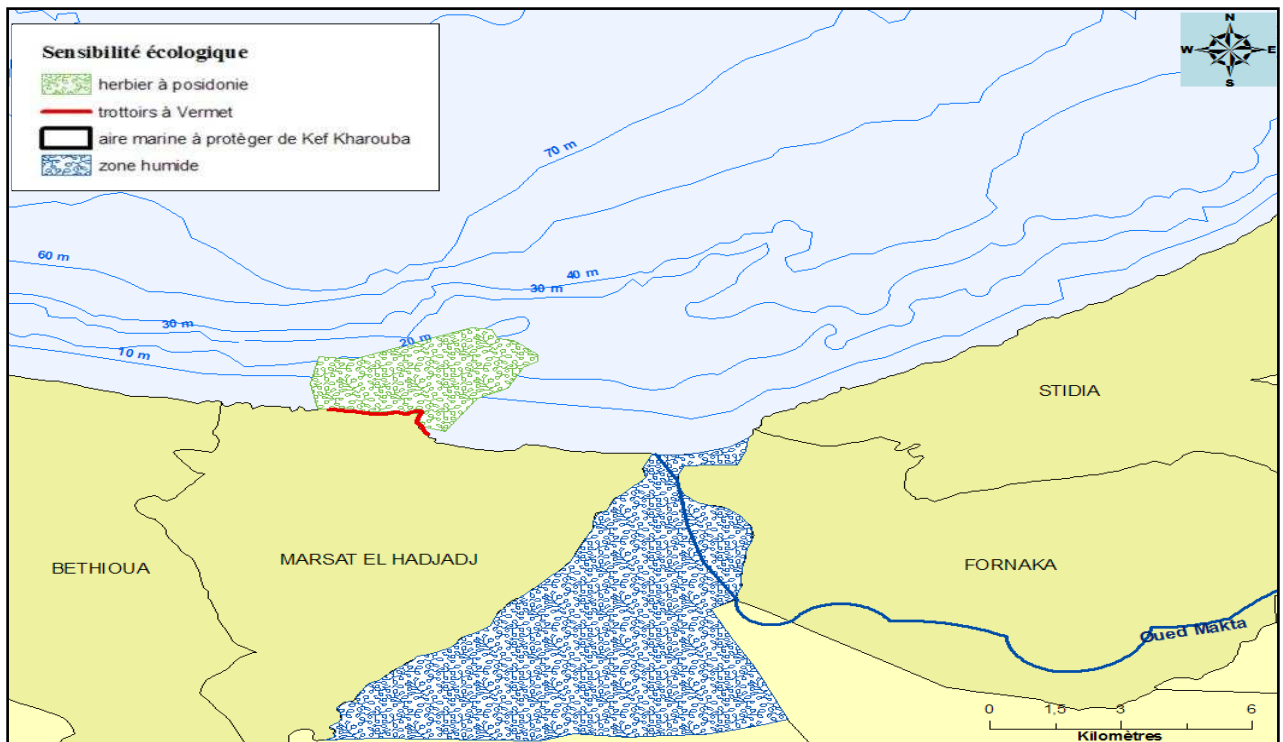 Sensibilité écologique
herbier à posidonie
trottoirs à Vermet
aire marine à protèger de Kef Kharouba
zone humide
N
W E
S
70 m
60 m
40 m
30 m
30 m
20 m
10 m
STIDIA
BETHIOUA
MARSAT EL HADJADJ
FORNAKA
Oued Makta
0 1,5 3 6
Kilomètres